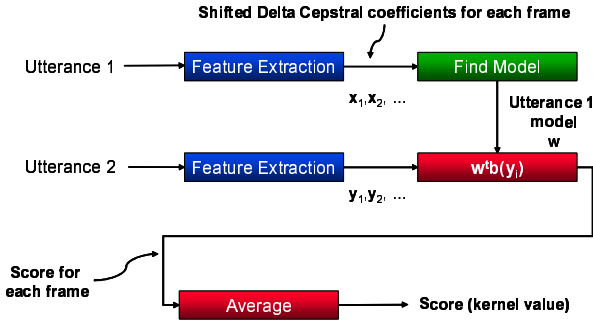 Shifted Delta Cepstral coefficients for each frame
Utterance 1
Feature Extraction
Find Model
x₁,x₂, ...
Utterance 1
model
w
Utterance 2
Feature Extraction
wᵗb(yᵢ)
y₁,y₂, ...
Score for
each frame
Average
Score (kernel value)